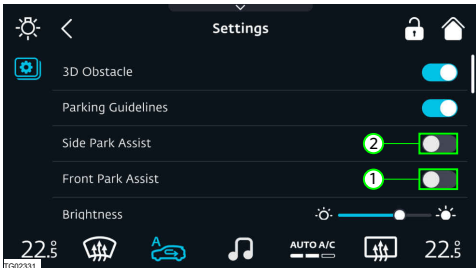 Settings
3D Obstacle
Parking Guidelines
Side Park Assist 2
Front Park Assist 1
Brightness
22.5 A AUTO A/C 22.5
TG02331